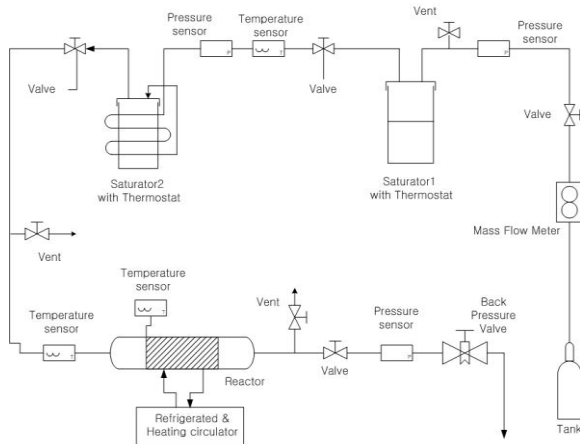 Pressure
sensor
Temperature
sensor
Vent
Pressure
sensor
P
T
P
Valve
Valve
Valve
Saturator2
with Thermostat
Saturator1
with Thermostat
Mass Flow Meter
Vent
Temperature
sensor
T
Temperature
sensor
T
Vent
Pressure
sensor
P
Back
Pressure
Valve
Valve
Reactor
Refrigerated &
Heating circulator
Tank